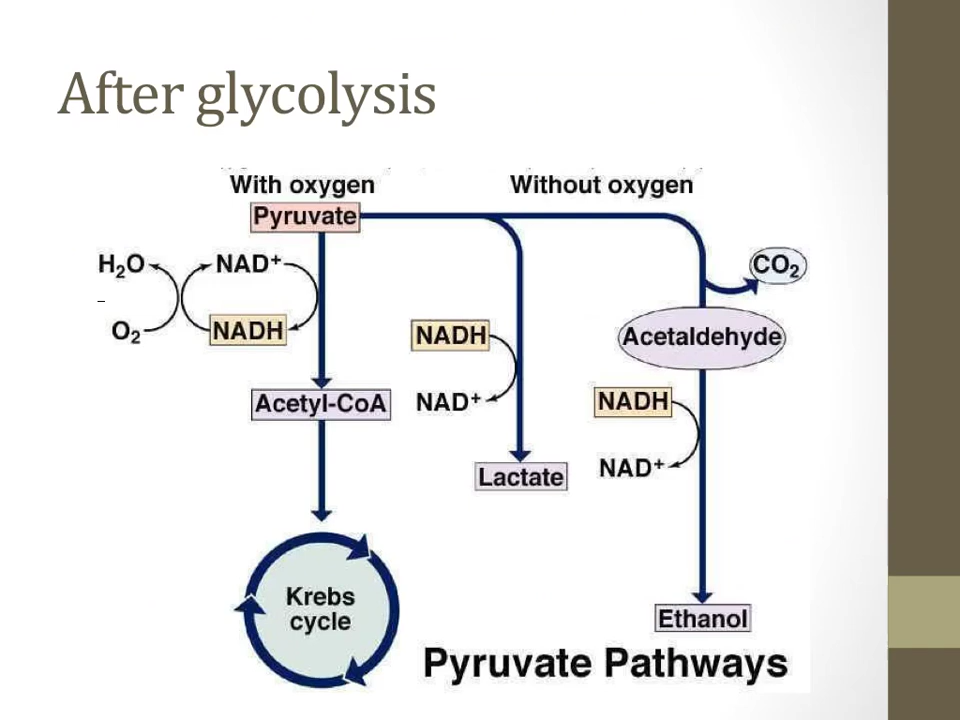 After glycolysis
With oxygen
Without oxygen
Pyruvate
H₂O
NAD⁺
CO₂
O₂
NADH
NADH
Acetaldehyde
Acetyl-CoA
NAD⁺
NADH
Lactate
NAD⁺
Krebs
cycle
Ethanol
Pyruvate Pathways